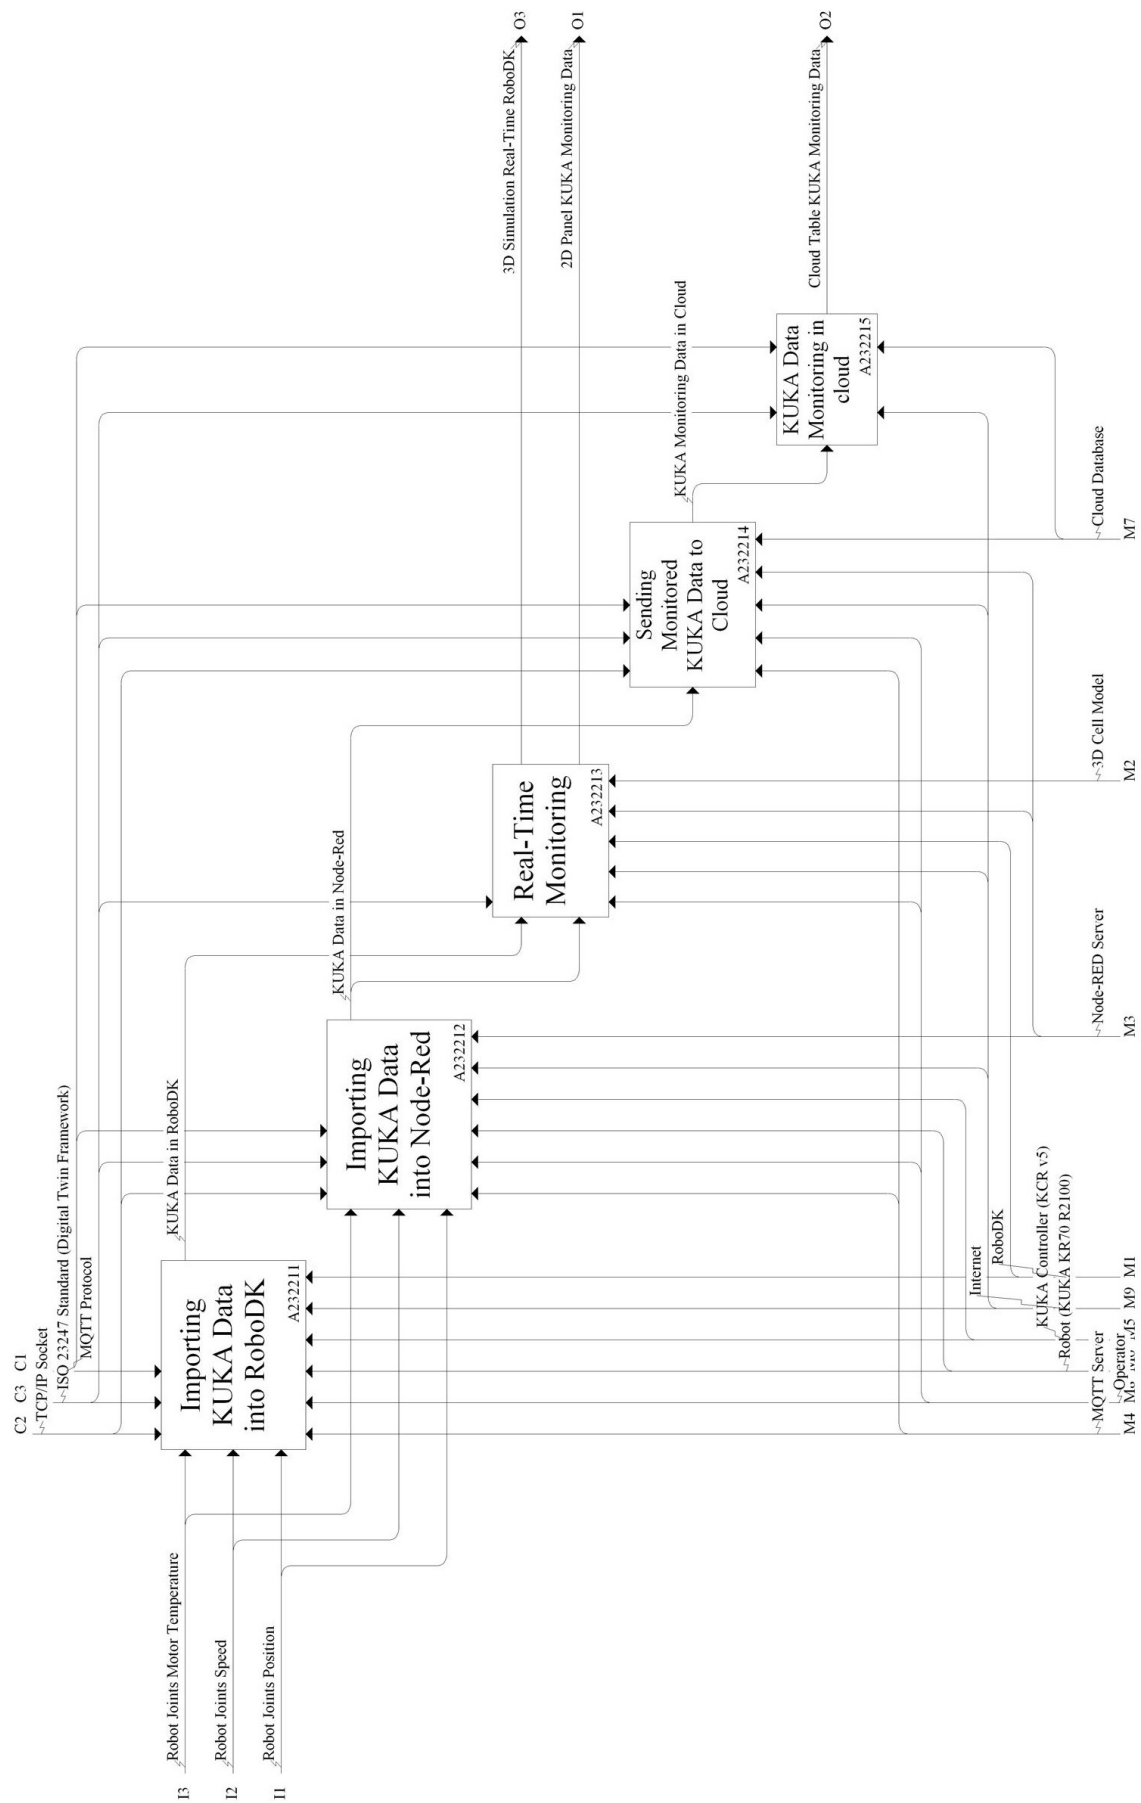 C2
C3
C1
TCP/IP Socket
ISO 23247 Standard (Digital Twin Framework)
MQTT Protocol
I3
Robot Joints Motor Temperature
I2
Robot Joints Speed
I1
Robot Joints Position
Importing
KUKA Data
into RoboDK
A232211
KUKA Data in RoboDK
Importing
KUKA Data
into Node-Red
A232212
KUKA Data in Node-Red
Real-Time
Monitoring
A232213
3D Simulation Real-Time RoboDK
O3
2D Panel KUKA Monitoring Data
O1
Sending
Monitored
KUKA Data to
Cloud
A232214
KUKA Monitoring Data in Cloud
KUKA Data
Monitoring in
cloud
A232215
Cloud Table KUKA Monitoring Data
O2
Internet
RoboDK
KUKA Controller (KCR v5)
Robot (KUKA KR70 R2100)
MQTT Server
Operator
Node-RED Server
3D Cell Model
Cloud Database
M4
M5
M9
M1
M3
M2
M7